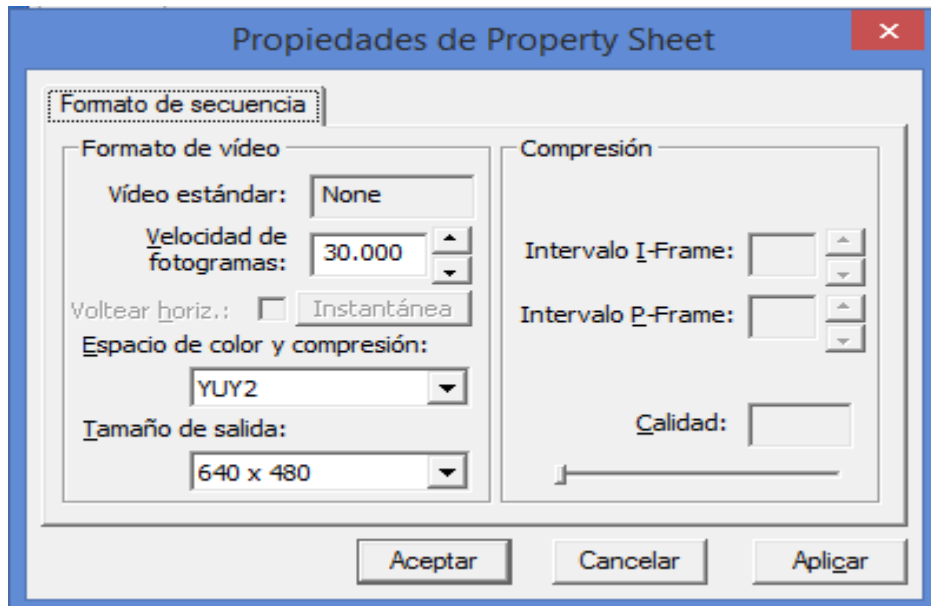 Propiedades de Property Sheet
Formato de secuencia
Formato de vídeo
Vídeo estándar: None
Velocidad de
fotogramas: 30.000
Voltear horiz.: Instantánea
Espacio de color y compresión:
YUY2
Tamaño de salida:
640 x 480
Compresión
Intervalo I-Frame:
Intervalo P-Frame:
Calidad:
Aceptar Cancelar Aplicar